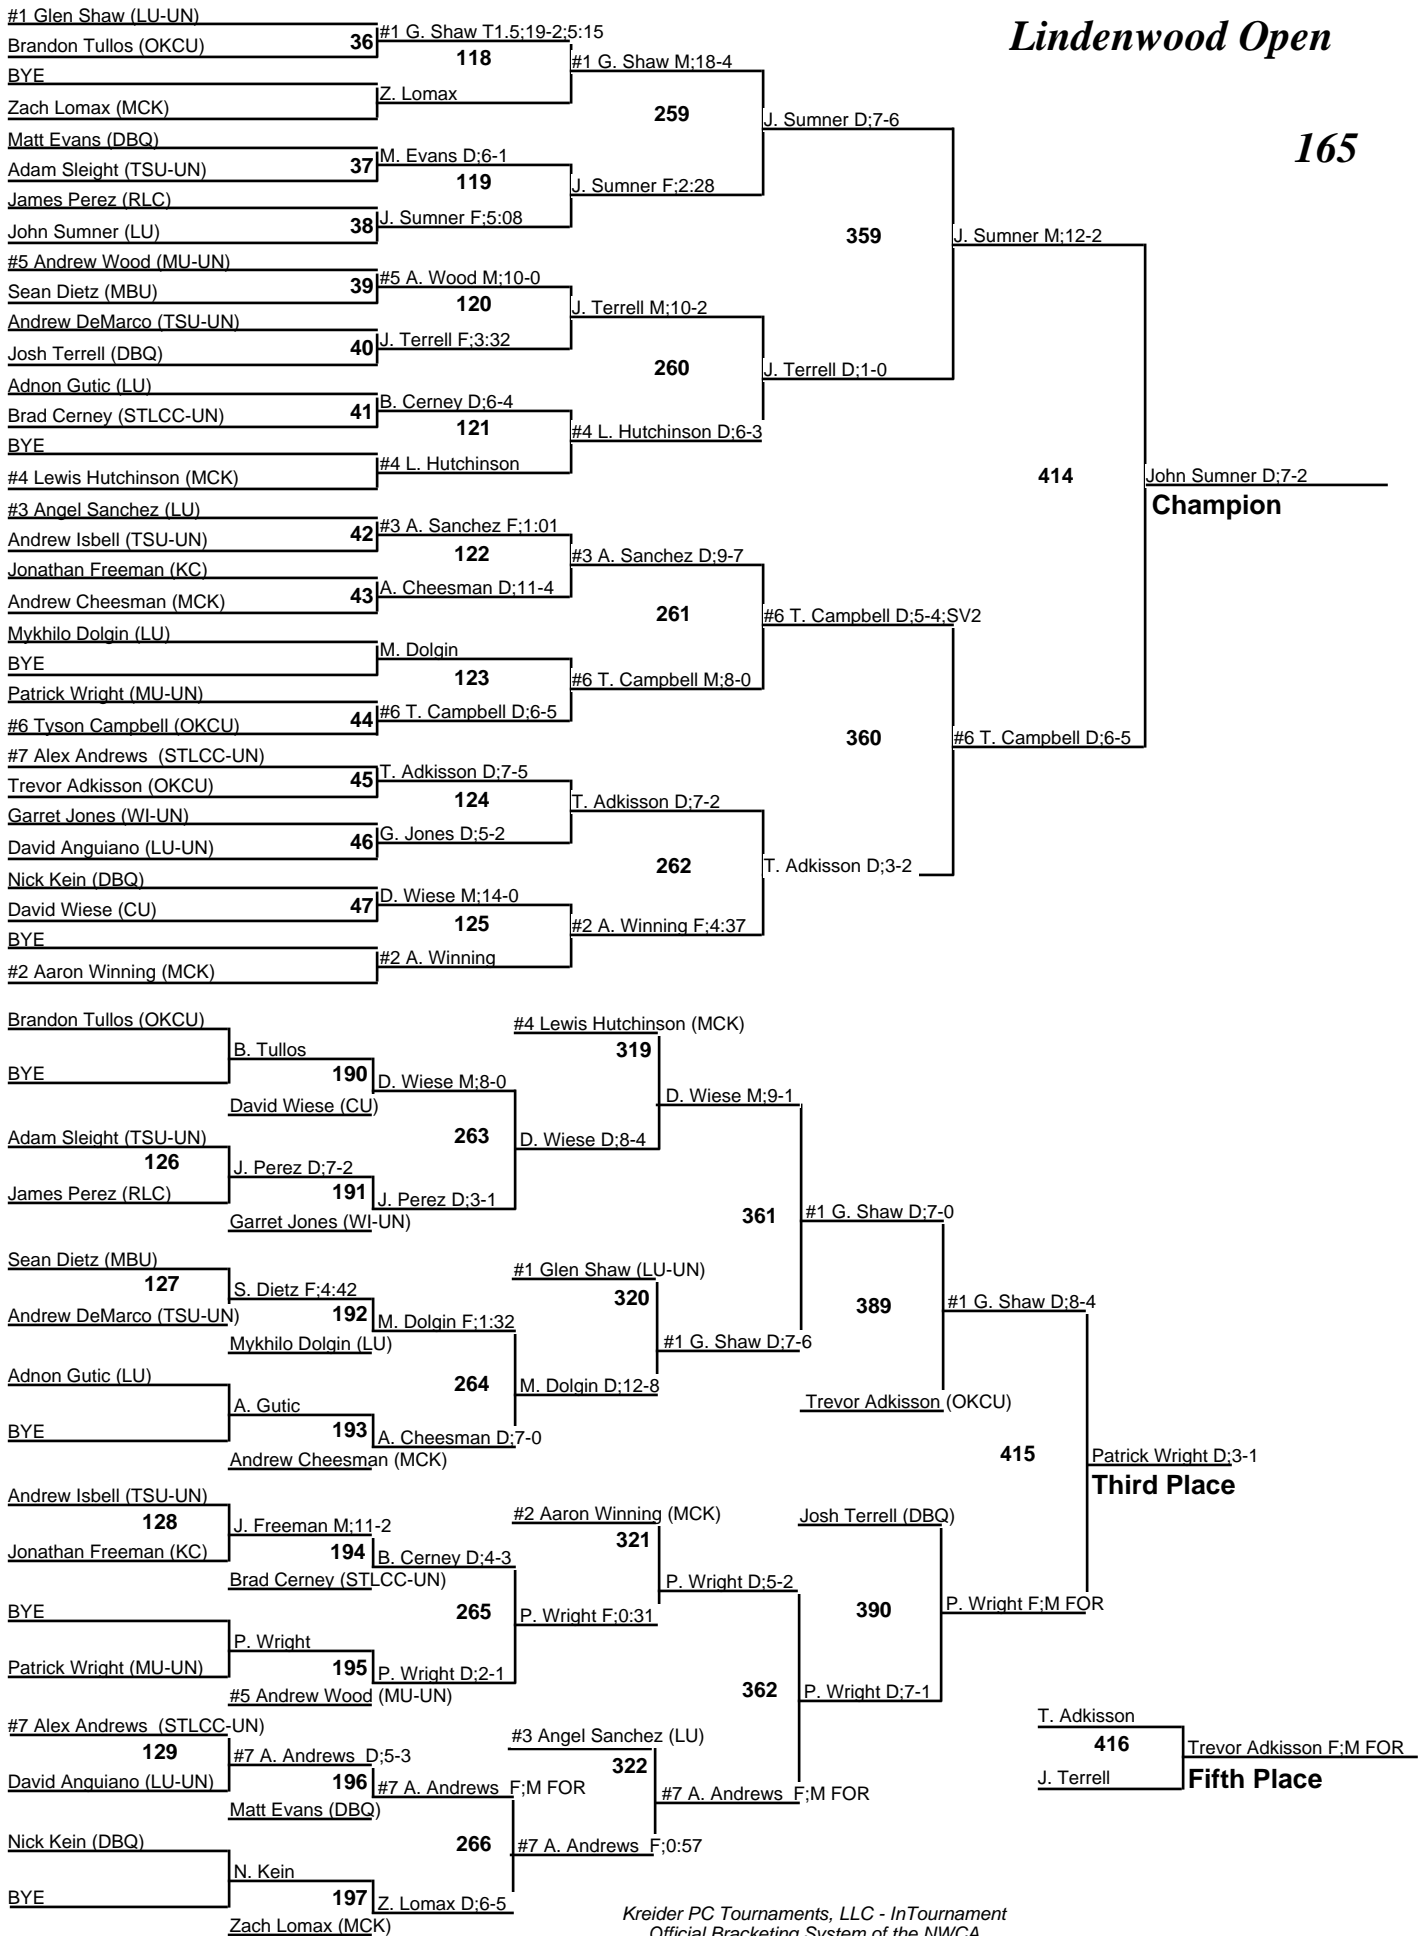 #1 Glen Shaw (LU-UN)
Lindenwood Open
#1 G. Shaw T1.5;19-2;5:15
Brandon Tullos (OKCU)
36
118
#1 G. Shaw M;18-4
BYE
Z. Lomax
Zach Lomax (MCK)
259
J. Sumner D;7-6
Matt Evans (DBQ)
165
M. Evans D;6-1
Adam Sleight (TSU-UN)
37
119
J. Sumner F;2:28
James Perez (RLC)
J. Sumner F;5:08
John Sumner (LU)
38
359
J. Sumner M;12-2
#5 Andrew Wood (MU-UN)
#5 A. Wood M;10-0
Sean Dietz (MBU)
39
120
J. Terrell M;10-2
Andrew DeMarco (TSU-UN)
J. Terrell F;3:32
Josh Terrell (DBQ)
40
260
J. Terrell D;1-0
Adnon Gutic (LU)
B. Cerney D;6-4
Brad Cerney (STLCC-UN)
41
121
#4 L. Hutchinson D;6-3
BYE
#4 L. Hutchinson
#4 Lewis Hutchinson (MCK)
414
John Sumner D;7-2
Champion
#3 Angel Sanchez (LU)
#3 A. Sanchez F;1:01
Andrew Isbell (TSU-UN)
42
122
#3 A. Sanchez D;9-7
Jonathan Freeman (KC)
A. Cheesman D;11-4
Andrew Cheesman (MCK)
43
261
#6 T. Campbell D;5-4;SV2
Mykhilo Dolgin (LU)
M. Dolgin
BYE
123
#6 T. Campbell M;8-0
Patrick Wright (MU-UN)
#6 T. Campbell D;6-5
#6 Tyson Campbell (OKCU)
44
360
#6 T. Campbell D;6-5
#7 Alex Andrews (STLCC-UN)
T. Adkisson D;7-5
Trevor Adkisson (OKCU)
45
124
T. Adkisson D;7-2
Garret Jones (WI-UN)
G. Jones D;5-2
David Anguiano (LU-UN)
46
262
T. Adkisson D;3-2
Nick Kein (DBQ)
D. Wiese M;14-0
David Wiese (CU)
47
125
#2 A. Winning F;4:37
BYE
#2 A. Winning
#2 Aaron Winning (MCK)
Brandon Tullos (OKCU)
#4 Lewis Hutchinson (MCK)
B. Tullos
319
BYE
190
D. Wiese M;8-0
D. Wiese M;9-1
David Wiese (CU)
Adam Sleight (TSU-UN)
263
D. Wiese D;8-4
126
J. Perez D;7-2
James Perez (RLC)
191
J. Perez D;3-1
Garret Jones (WI-UN)
361
#1 G. Shaw D;7-0
Sean Dietz (MBU)
#1 Glen Shaw (LU-UN)
127
S. Dietz F;4:42
320
389
#1 G. Shaw D;8-4
Andrew DeMarco (TSU-UN)
192
M. Dolgin F;1:32
Mykhilo Dolgin (LU)
#1 G. Shaw D;7-6
Adnon Gutic (LU)
264
M. Dolgin D;12-8
A. Gutic
Trevor Adkisson (OKCU)
BYE
193
A. Cheesman D;7-0
Andrew Cheesman (MCK)
415
Patrick Wright D;3-1
Third Place
Andrew Isbell (TSU-UN)
#2 Aaron Winning (MCK)
Josh Terrell (DBQ)
128
J. Freeman M;11-2
321
Jonathan Freeman (KC)
194
B. Cerney D;4-3
Brad Cerney (STLCC-UN)
P. Wright D;5-2
BYE
265
P. Wright F;0:31
390
P. Wright F;M FOR
P. Wright
Patrick Wright (MU-UN)
195
P. Wright D;2-1
#5 Andrew Wood (MU-UN)
362
P. Wright D;7-1
#7 Alex Andrews (STLCC-UN)
#3 Angel Sanchez (LU)
T. Adkisson
129
#7 A. Andrews D;5-3
322
416
Trevor Adkisson F;M FOR
David Anguiano (LU-UN)
196
#7 A. Andrews F;M FOR
#7 A. Andrews F;M FOR
J. Terrell
Fifth Place
Matt Evans (DBQ)
Nick Kein (DBQ)
266
#7 A. Andrews F;0:57
N. Kein
BYE
197
Z. Lomax D;6-5
Zach Lomax (MCK)
Kreider PC Tournaments, LLC - InTournament
Official Bracketing System of the NWCA